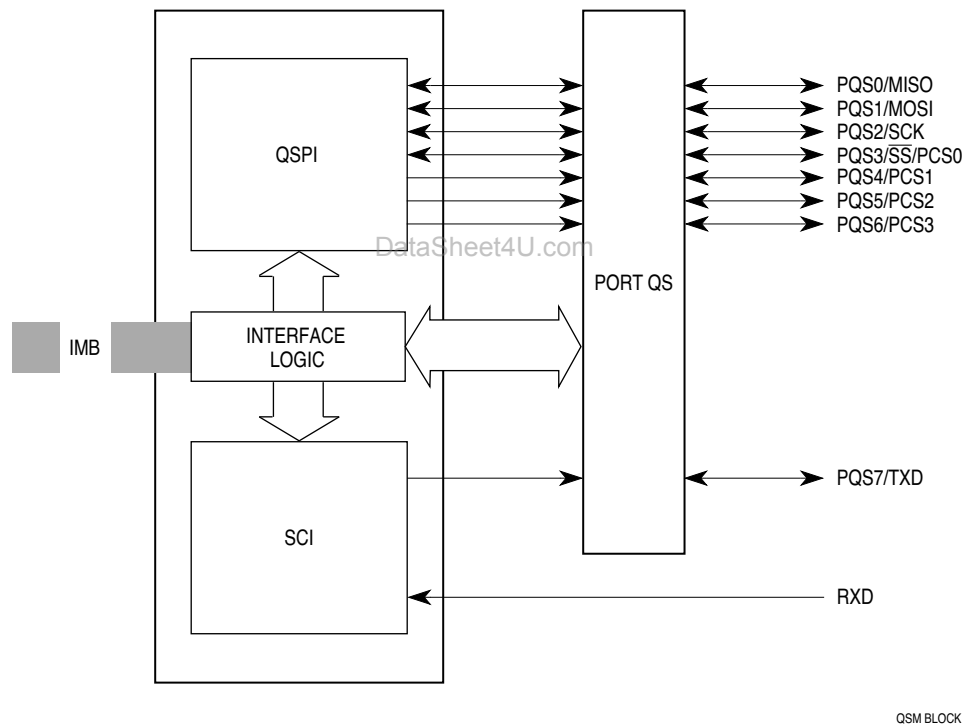 QSPI
PQS0/MISO
PQS1/MOSI
PQS2/SCK
PQS3/S̅S̅/PCS0
PQS4/PCS1
PQS5/PCS2
PQS6/PCS3
DataSheet4U.com
PORT QS
IMB
INTERFACE
LOGIC
PQS7/TXD
SCI
RXD
QSM BLOCK